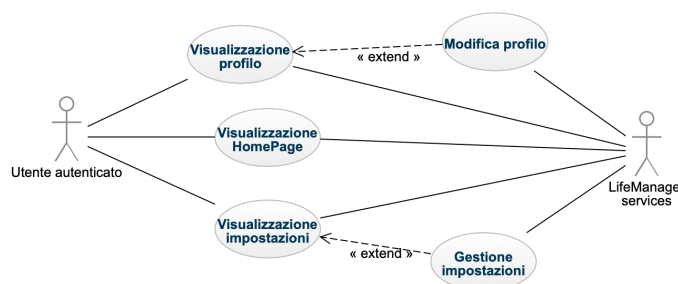 Visualizzazione
profilo
« extend »
Modifica profilo
Visualizzazione
HomePage
Utente autenticato
LifeManage
services
Visualizzazione
impostazioni
« extend »
Gestione
impostazioni